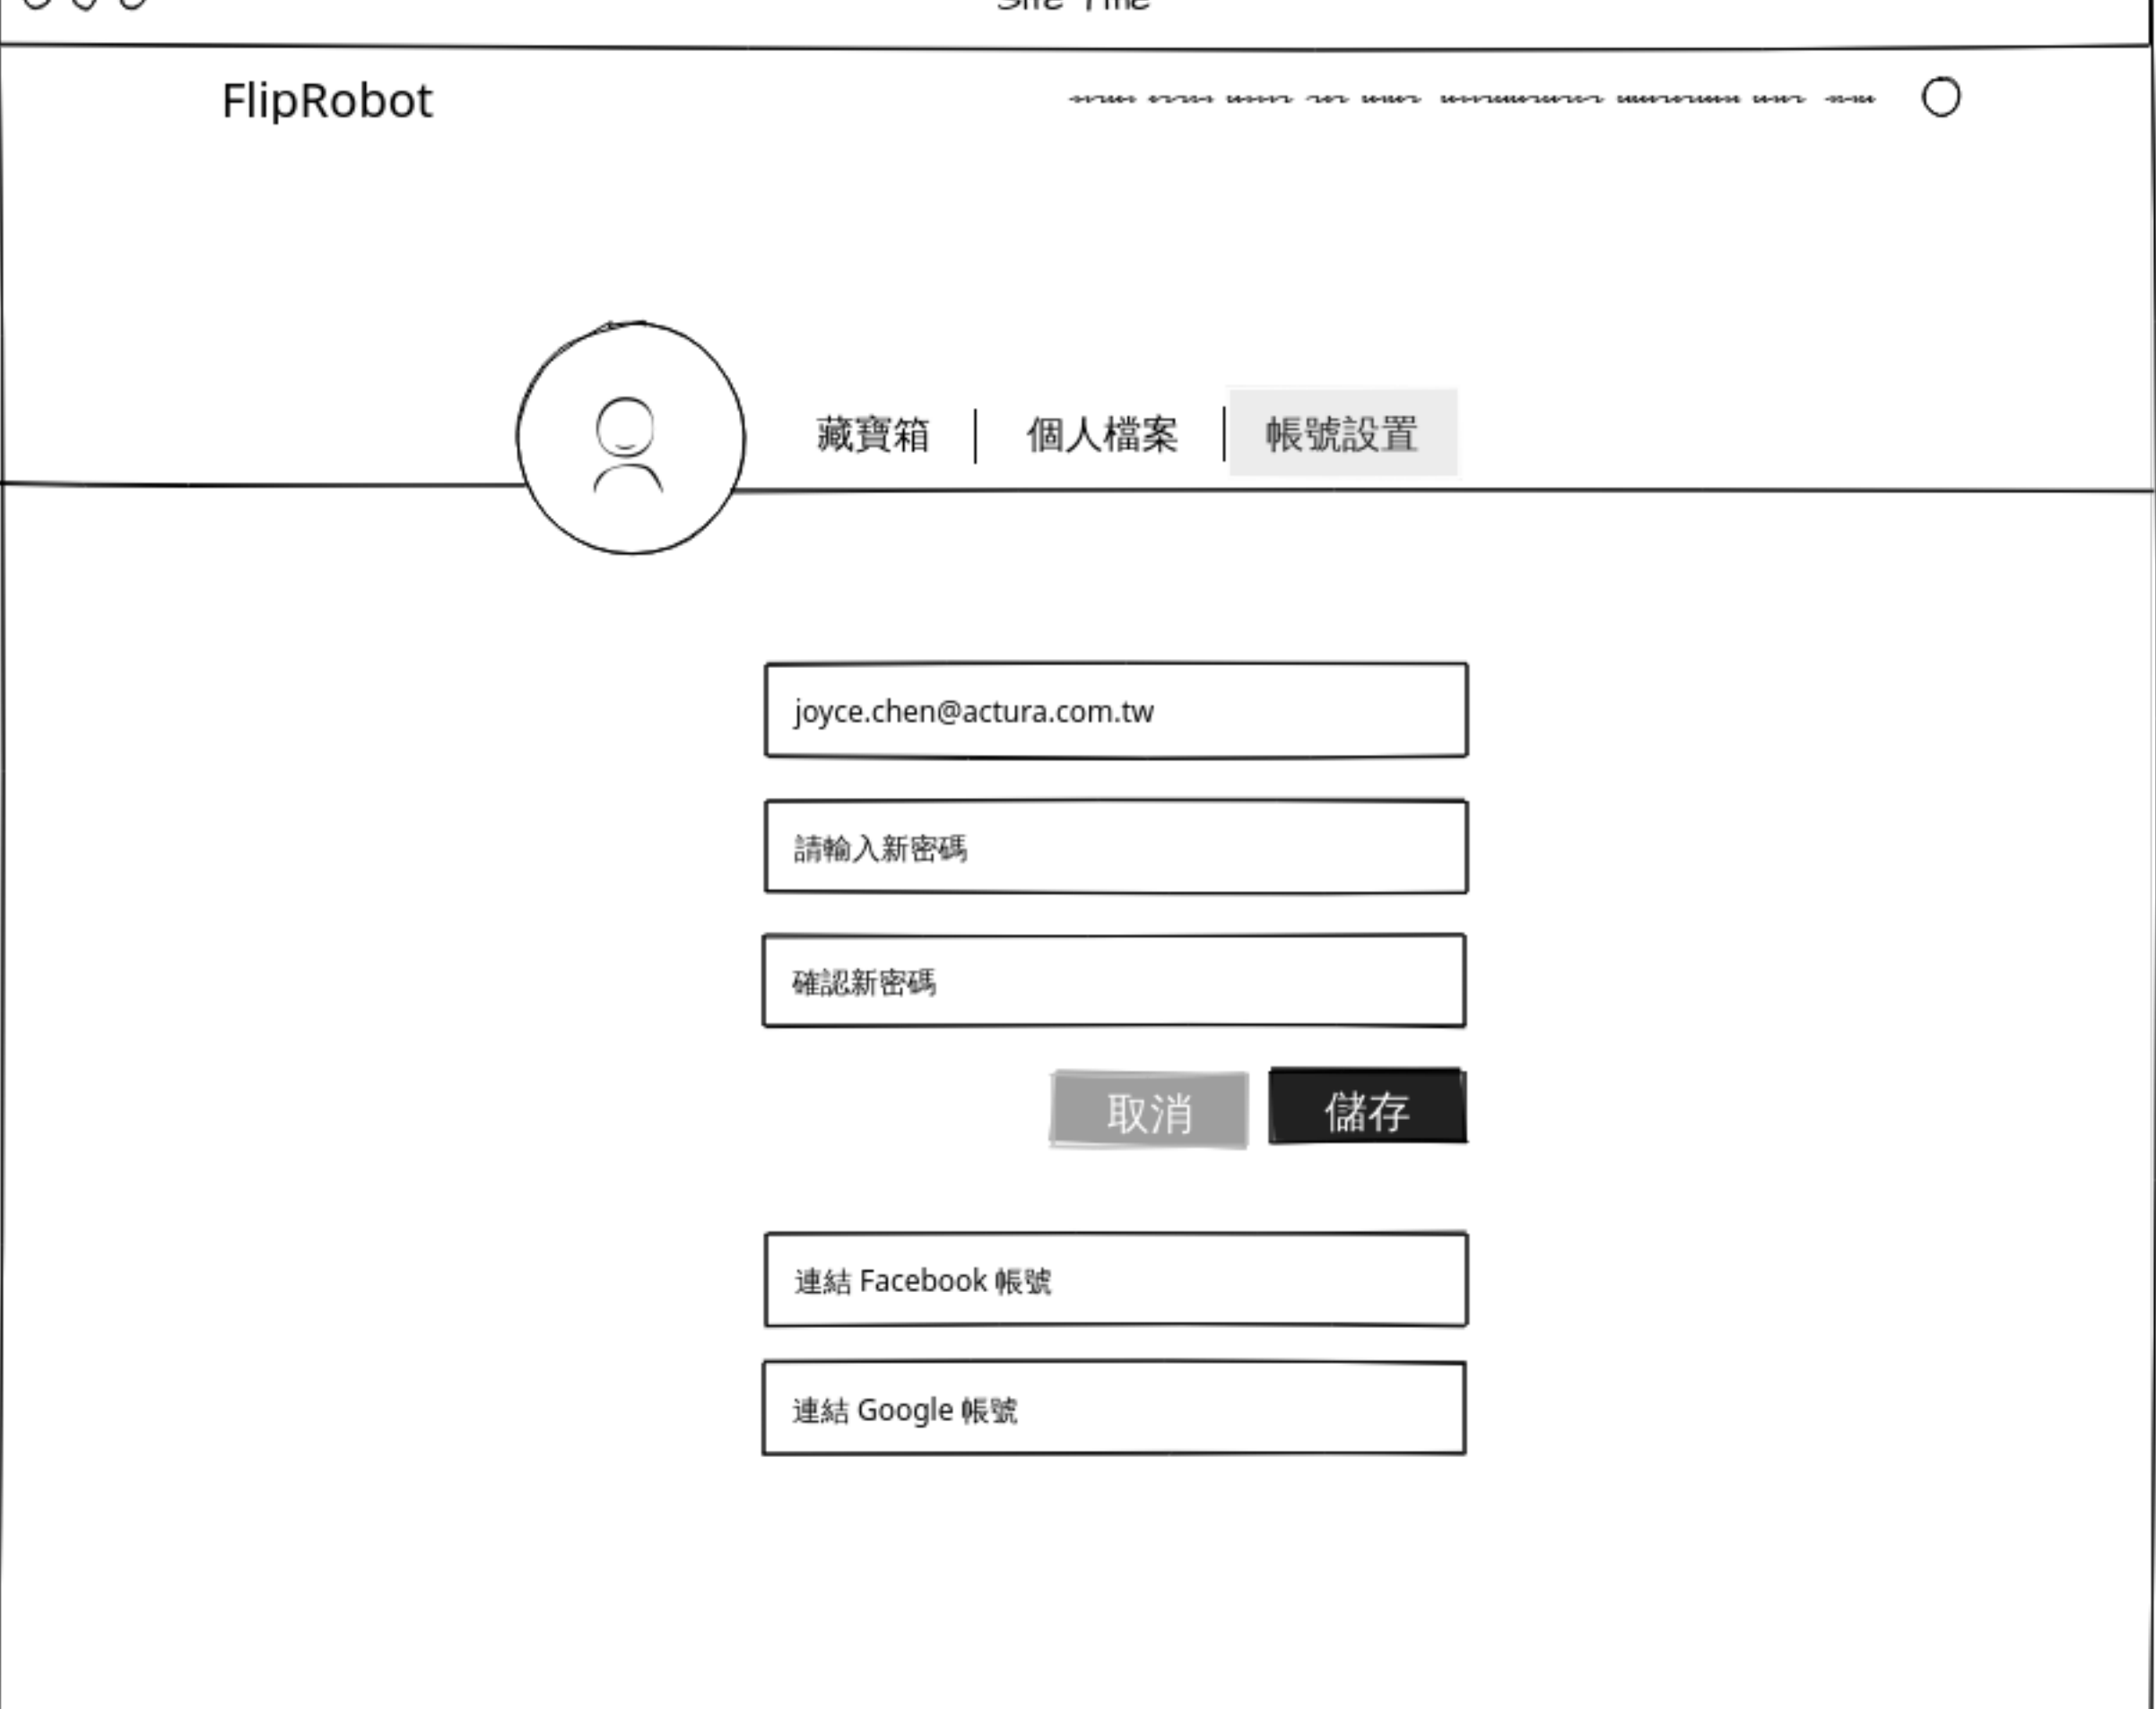 FlipRobot
藏寶箱 個人檔案 帳號設置
joyce.chen@actura.com.tw
請輸入新密碼
確認新密碼
取消 儲存
連結 Facebook 帳號
連結 Google 帳號